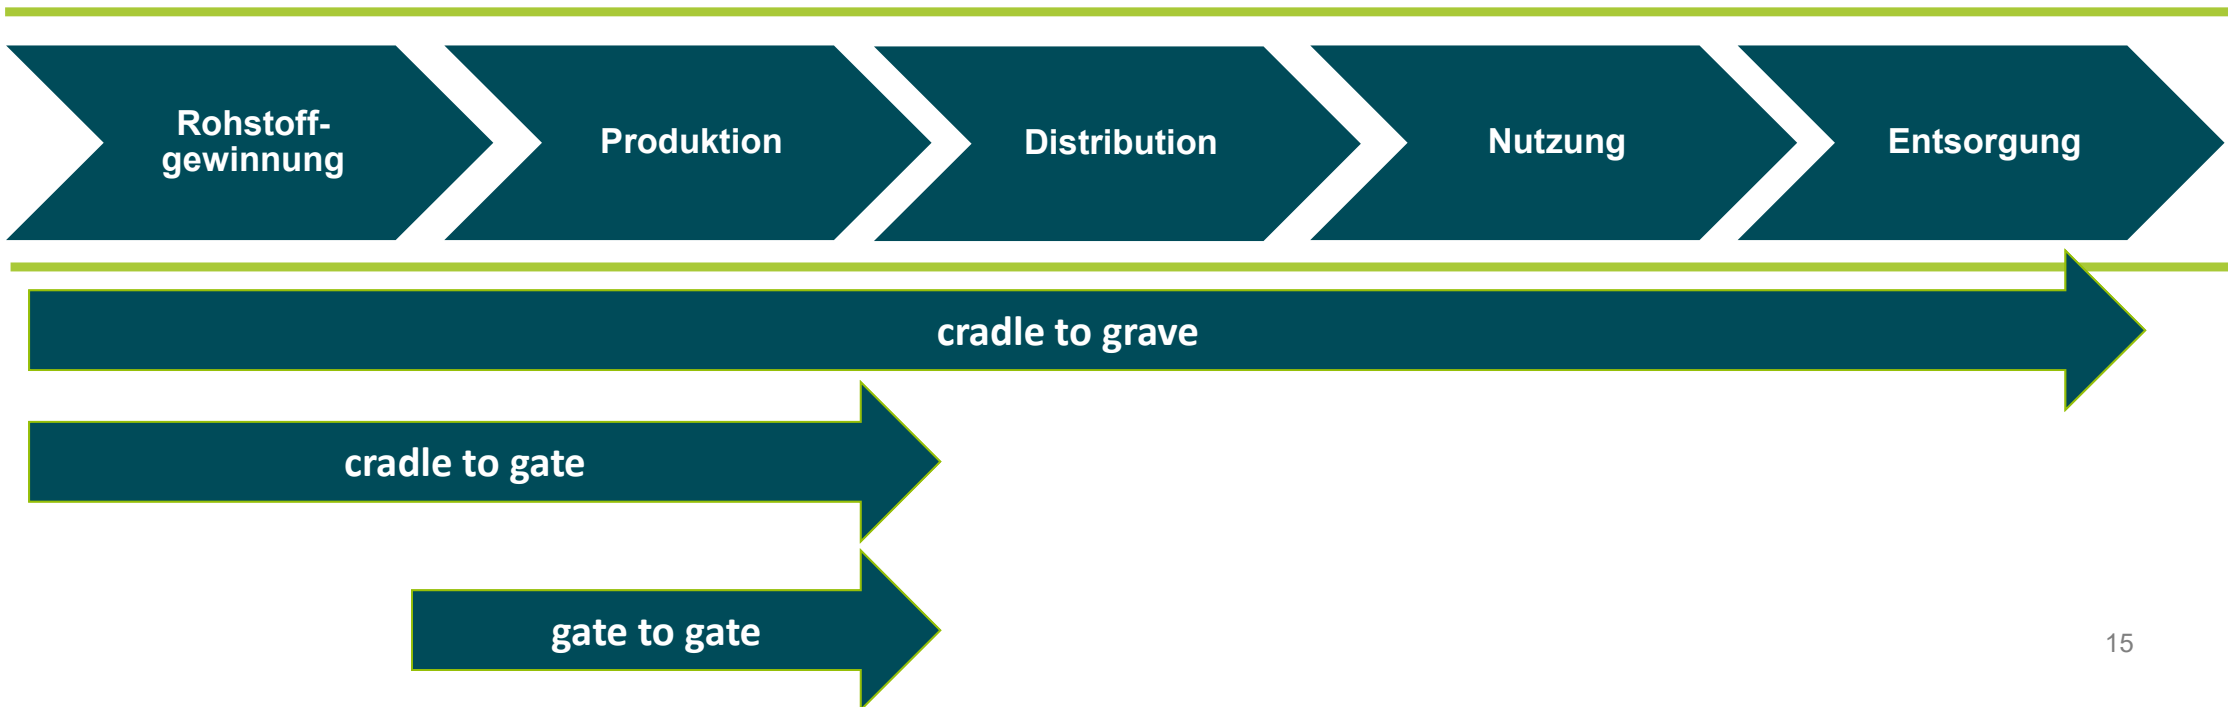 Rohstoff-
gewinnung
Produktion
Distribution
Nutzung
Entsorgung
cradle to grave
cradle to gate
gate to gate
15